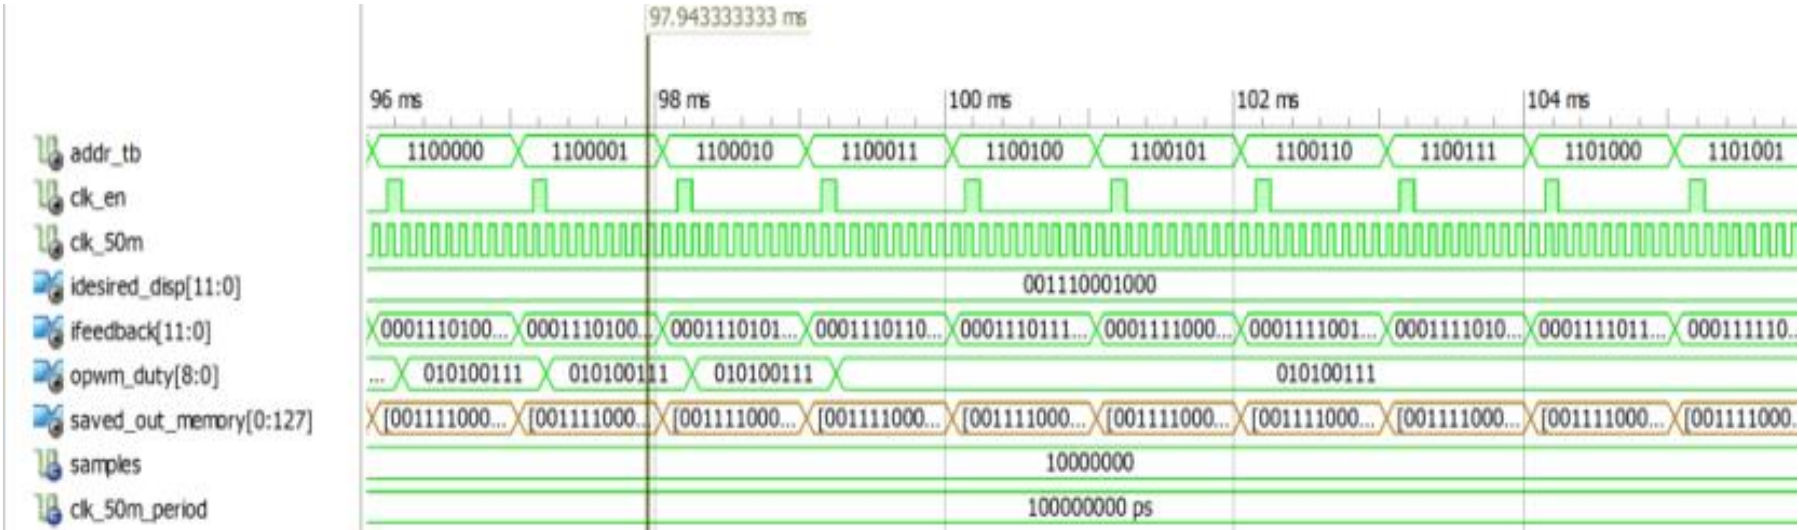 97.943333333 ms
96 ms 98 ms 100 ms 102 ms 104 ms
addr_tb 1100000 1100001 1100010 1100011 1100100 1100101 1100110 1100111 1101000 1101001
clk_en
clk_50m
idesired_disp[11:0] 001110001000
ifeedback[11:0] 0001110100... 0001110100... 0001110101... 0001110110... 0001110111... 0001111000... 0001111001... 0001111010... 0001111011... 000111110...
opwm_duty[8:0] ... 010100111 010100111 010100111 010100111
saved_out_memory[0:127] [001111000... [001111000... [001111000... [001111000... [001111000... [001111000... [001111000... [001111000... [001111000... [001111000...
samples 10000000
clk_50m_period 100000000 ps